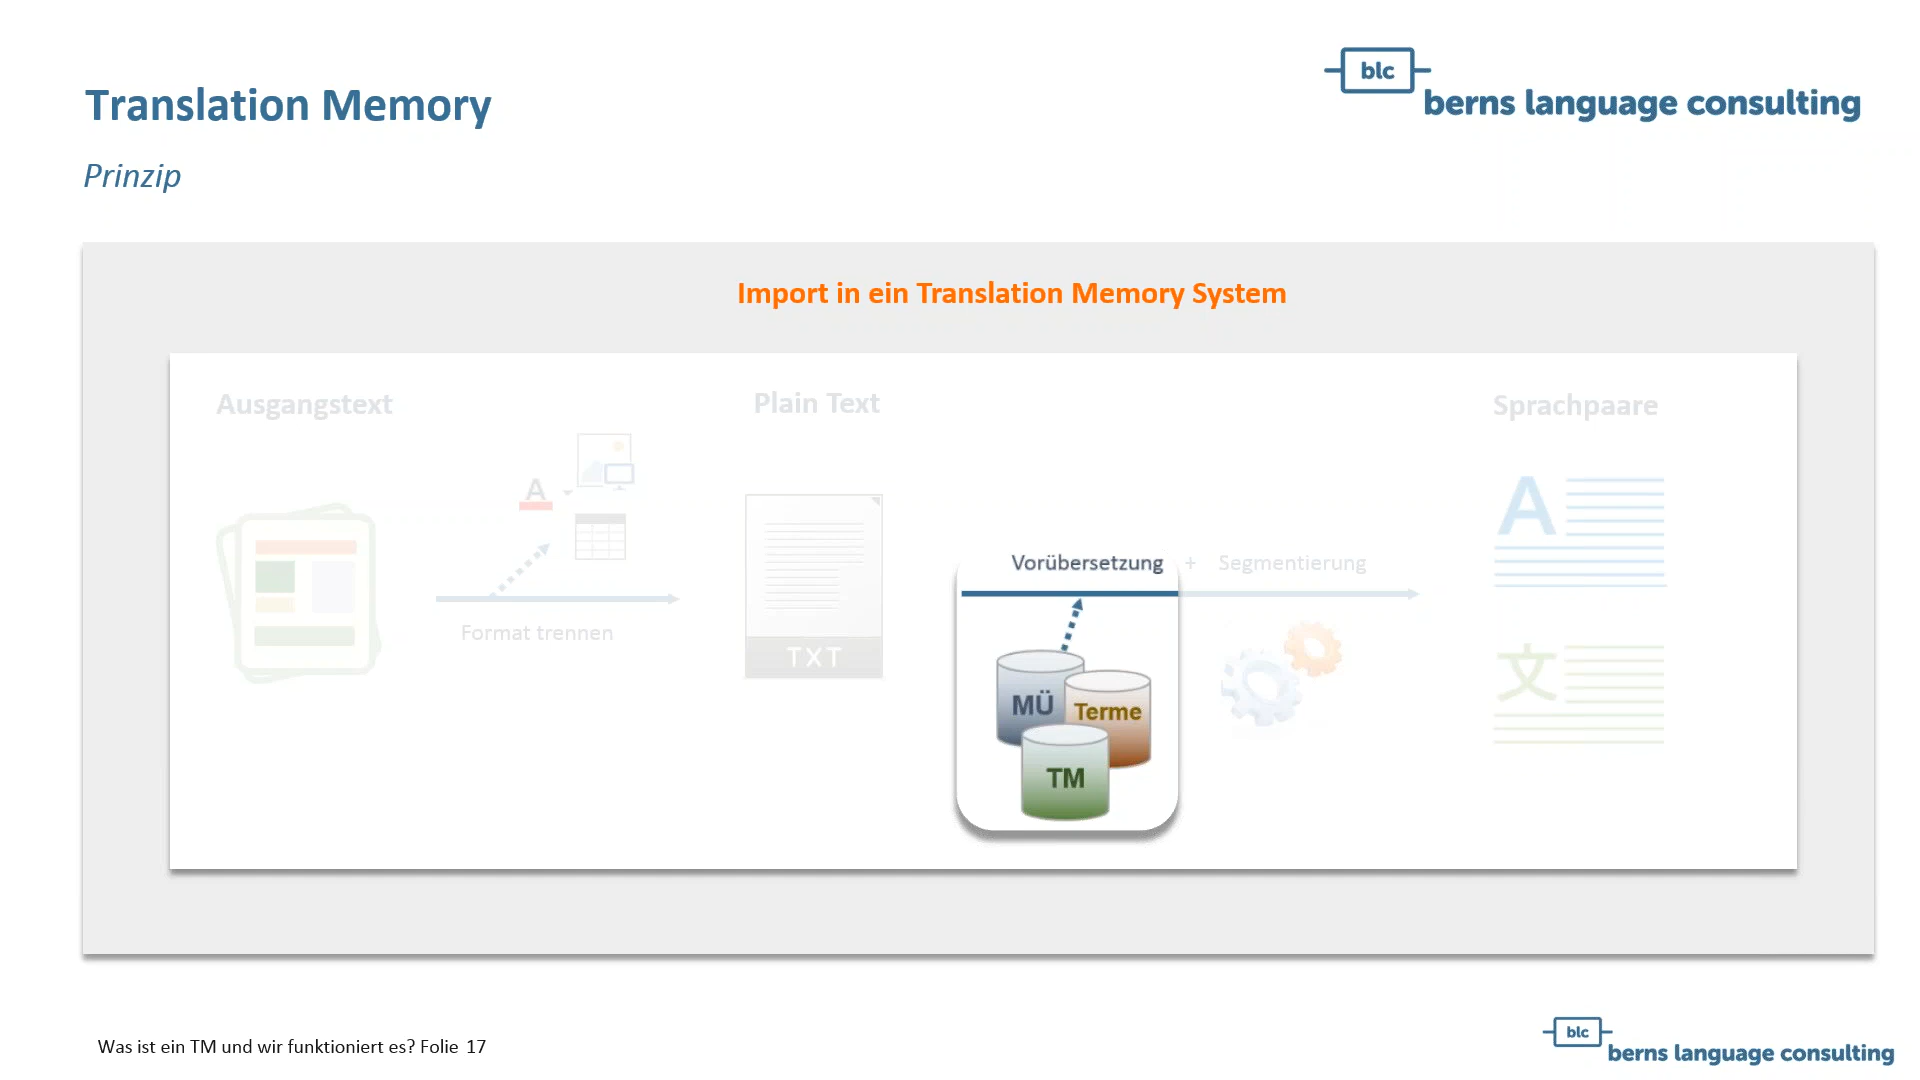 blc
berns language consulting
Translation Memory
Prinzip
Import in ein Translation Memory System
Ausgangstext
Plain Text
Sprachpaare
A
A
Vorübersetzung + Segmentierung
Format trennen
TXT
文
MÜ
Terme
TM
Was ist ein TM und wir funktioniert es? Folie 17
blc
berns language consulting